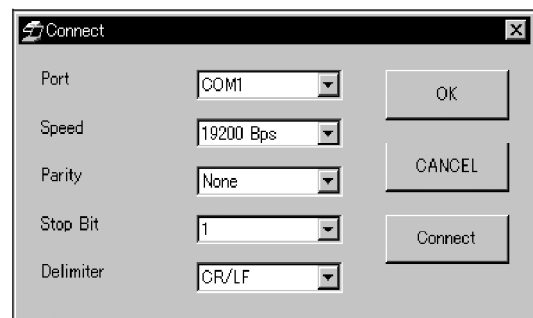 Connect
Port COM1
OK
Speed 19200 Bps
Parity None
CANCEL
Stop Bit 1
Connect
Delimiter CR/LF